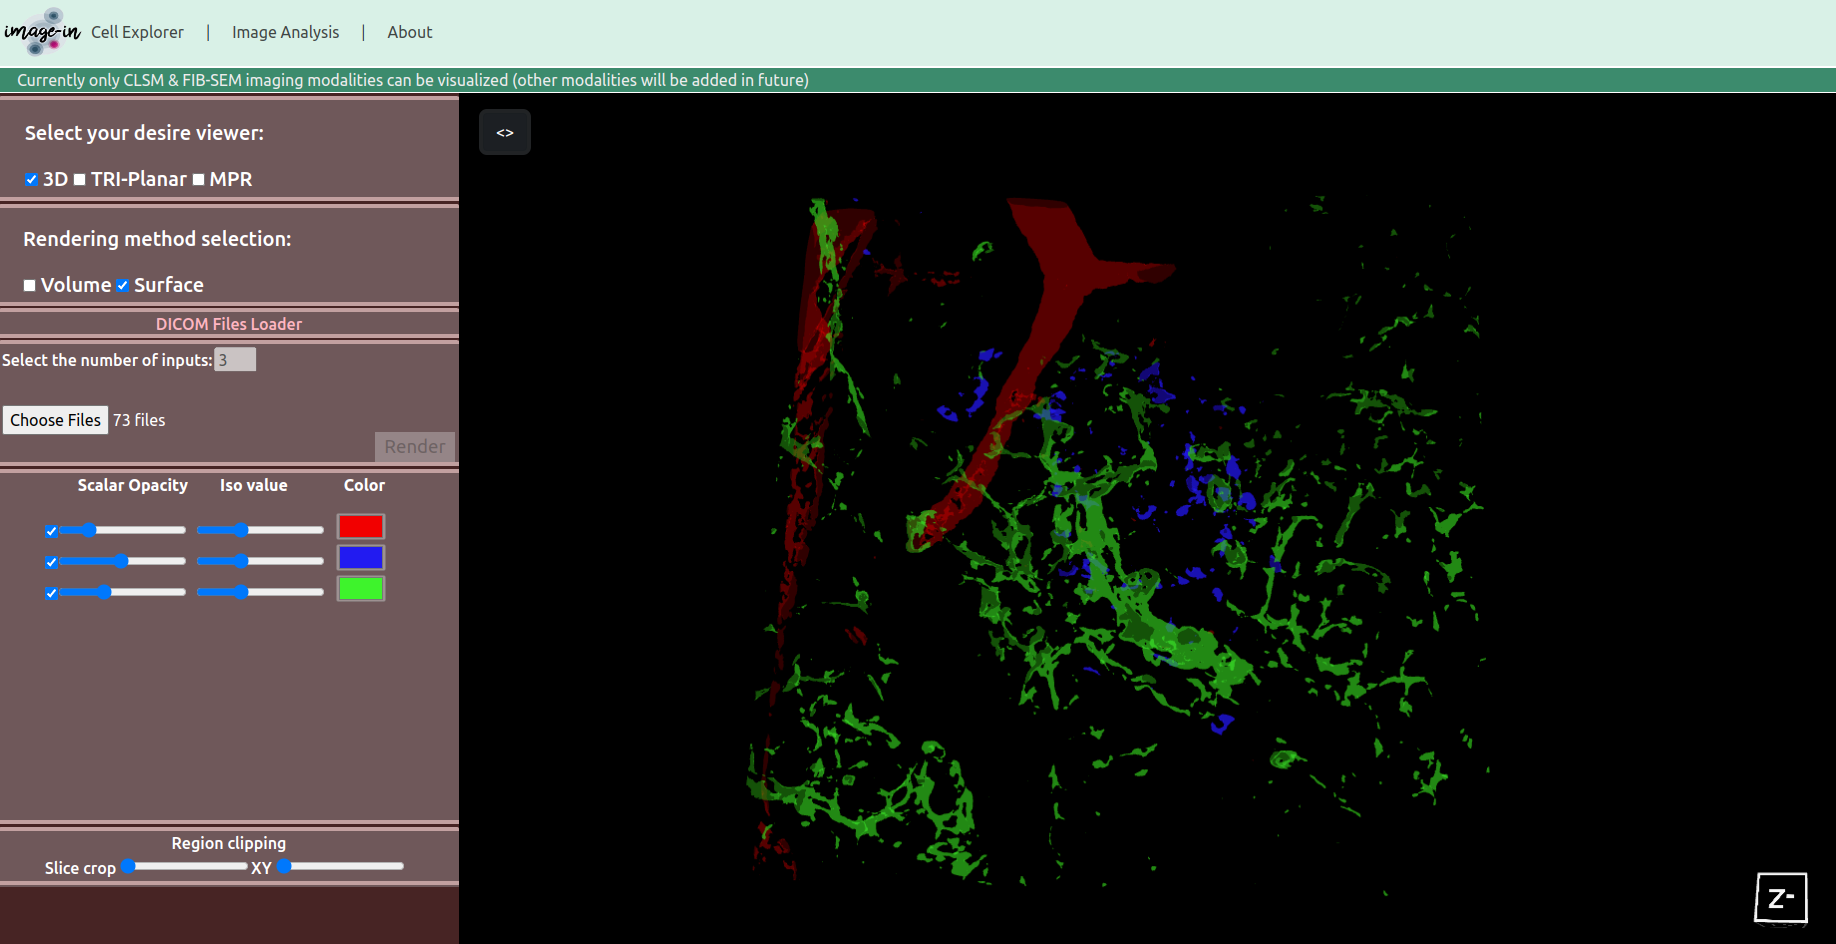 image-in Cell Explorer | Image Analysis | About
Currently only CLSM & FIB-SEM imaging modalities can be visualized (other modalities will be added in future)
Select your desire viewer:
3D TRI-Planar MPR
Rendering method selection:
Volume Surface
DICOM Files Loader
Select the number of inputs: 3
Choose Files 73 files
Render
Scalar Opacity Iso value Color
Region clipping
Slice crop XY
<>
Z-